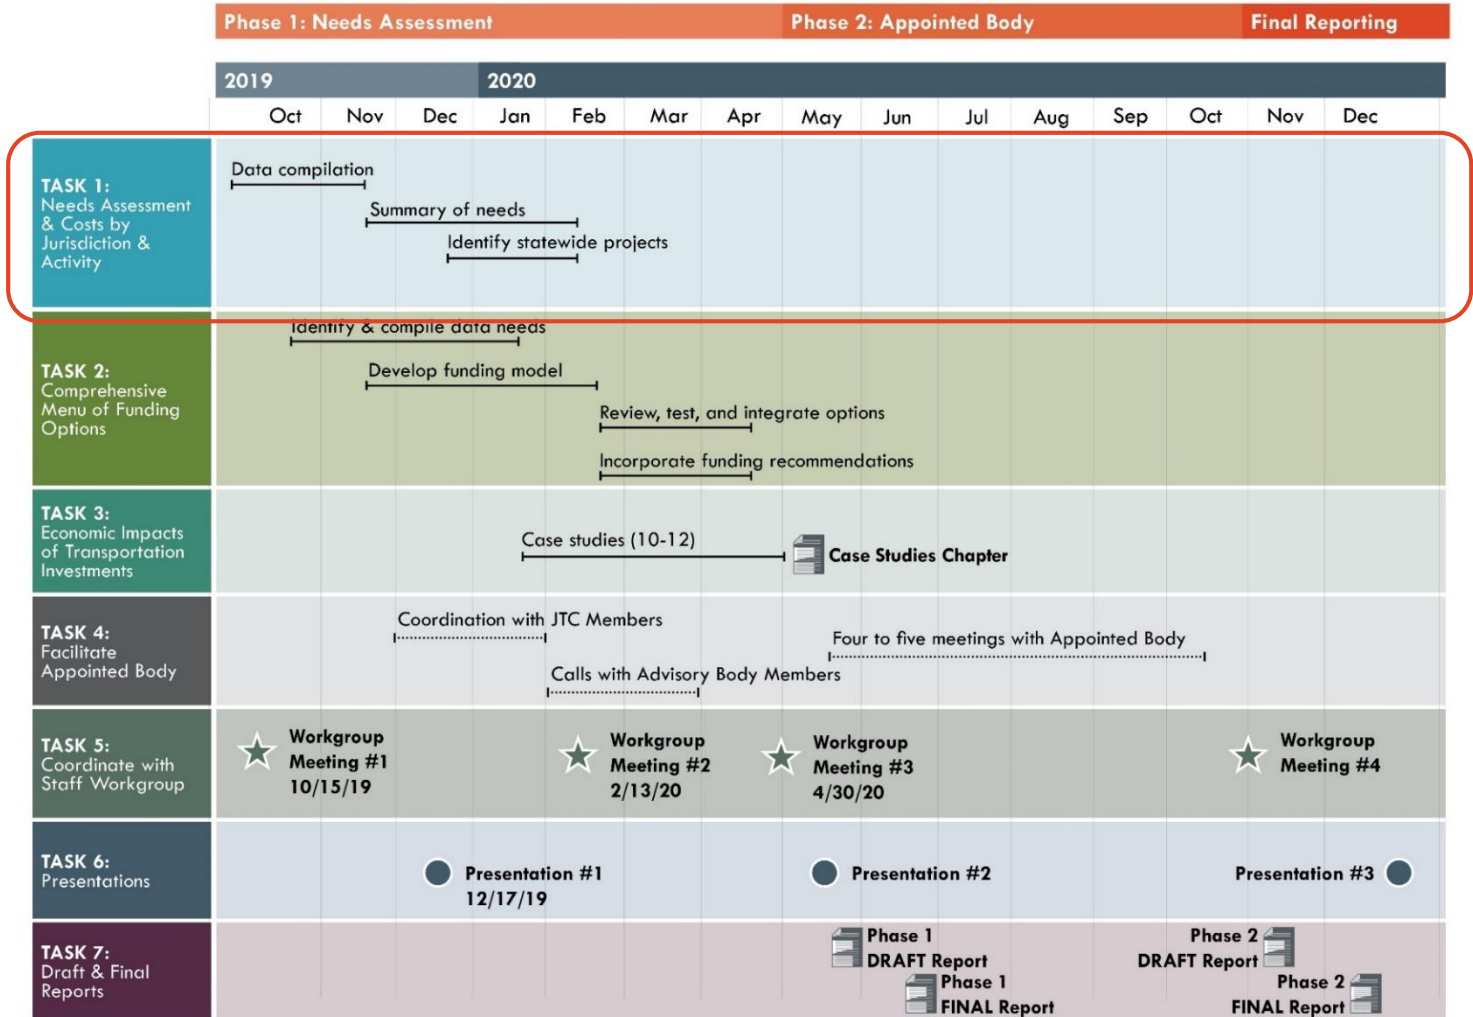 Phase 1: Needs Assessment
Phase 2: Appointed Body
Final Reporting
2019
2020
Oct
Nov
Dec
Jan
Feb
Mar
Apr
May
Jun
Jul
Aug
Sep
Oct
Nov
Dec
TASK 1:
Needs Assessment
& Costs by
Jurisdiction &
Activity
Data compilation
Summary of needs
Identify statewide projects
TASK 2:
Comprehensive
Menu of Funding
Options
Identify & compile data needs
Develop funding model
Review, test, and integrate options
Incorporate funding recommendations
TASK 3:
Economic Impacts
of Transportation
Investments
Case studies (10-12)
Case Studies Chapter
TASK 4:
Facilitate
Appointed Body
Coordination with JTC Members
Calls with Advisory Body Members
Four to five meetings with Appointed Body
TASK 5:
Coordinate with
Staff Workgroup
Workgroup
Meeting #1
10/15/19
Workgroup
Meeting #2
2/13/20
Workgroup
Meeting #3
4/30/20
Workgroup
Meeting #4
TASK 6:
Presentations
Presentation #1
12/17/19
Presentation #2
Presentation #3
TASK 7:
Draft & Final
Reports
Phase 1
DRAFT Report
Phase 1
FINAL Report
Phase 2
DRAFT Report
Phase 2
FINAL Report